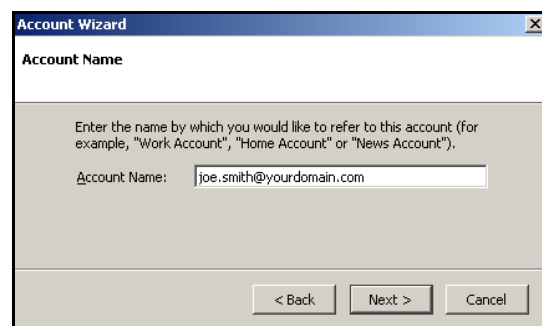 Account Wizard
Account Name
Enter the name by which you would like to refer to this account (for
example, "Work Account", "Home Account" or "News Account").
Account Name: joe.smith@yourdomain.com
< Back Next > Cancel